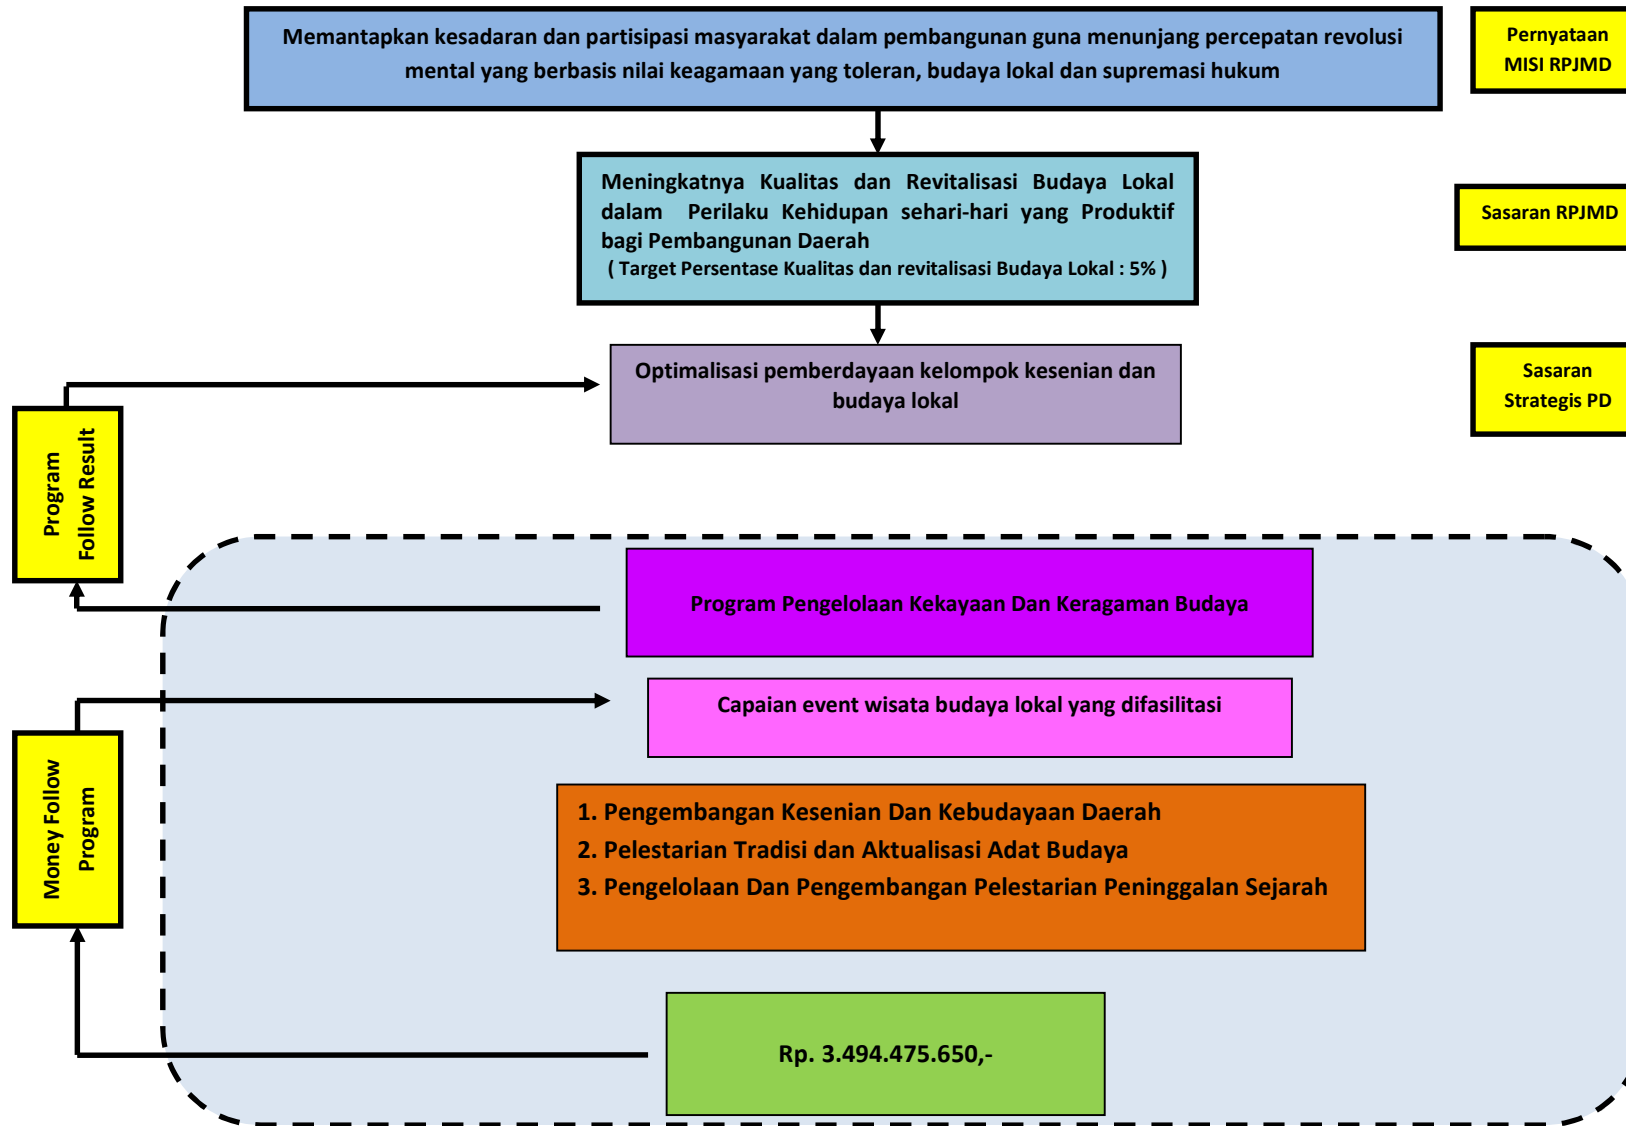 Memantapkan kesadaran dan partisipasi masyarakat dalam pembangunan guna menunjang percepatan revolusi
mental yang berbasis nilai keagamaan yang toleran, budaya lokal dan supremasi hukum
Pernyataan
MISI RPJMD
Meningkatnya Kualitas dan Revitalisasi Budaya Lokal
dalam Perilaku Kehidupan sehari-hari yang Produktif
bagi Pembangunan Daerah
( Target Persentase Kualitas dan revitalisasi Budaya Lokal : 5% )
Sasaran RPJMD
Optimalisasi pemberdayaan kelompok kesenian dan
budaya lokal
Sasaran
Strategis PD
Program
Follow Result
Program Pengelolaan Kekayaan Dan Keragaman Budaya
Capaian event wisata budaya lokal yang difasilitasi
Money Follow
Program
1. Pengembangan Kesenian Dan Kebudayaan Daerah
2. Pelestarian Tradisi dan Aktualisasi Adat Budaya
3. Pengelolaan Dan Pengembangan Pelestarian Peninggalan Sejarah
Rp. 3.494.475.650,-